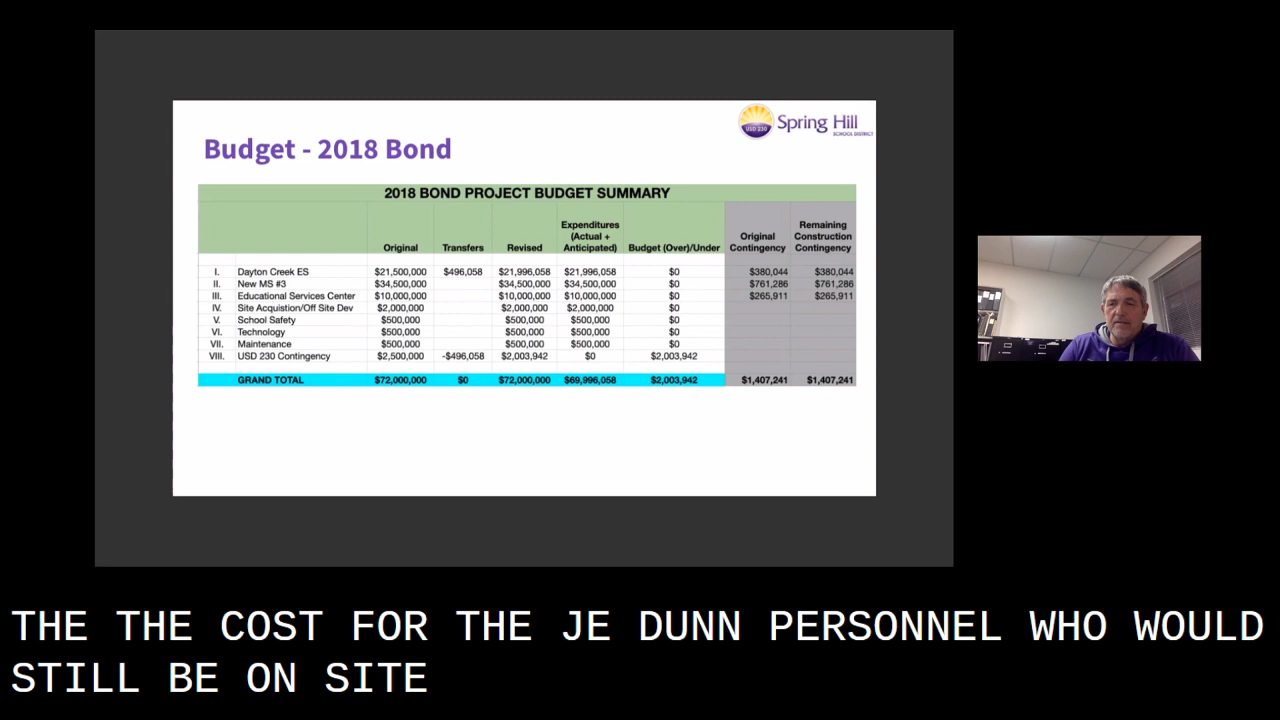 USD 230
Spring Hill
SCHOOL DISTRICT
Budget - 2018 Bond
2018 BOND PROJECT BUDGET SUMMARY
Original Transfers Revised Expenditures (Actual + Anticipated) Budget (Over)/Under Original Contingency Remaining Construction Contingency
I. Dayton Creek ES $21,500,000 $496,058 $21,996,058 $21,996,058 $0 $380,044 $380,044
II. New MS #3 $34,500,000 $34,500,000 $34,500,000 $0 $761,286 $761,286
III. Educational Services Center $10,000,000 $10,000,000 $10,000,000 $0 $265,911 $265,911
IV. Site Acquistion/Off Site Dev $2,000,000 $2,000,000 $2,000,000 $0
V. School Safety $500,000 $500,000 $500,000 $0
VI. Technology $500,000 $500,000 $500,000 $0
VII. Maintenance $500,000 $500,000 $500,000 $0
VIII. USD 230 Contingency $2,500,000 -$496,058 $2,003,942 $0 $2,003,942
GRAND TOTAL $72,000,000 $0 $72,000,000 $69,996,058 $2,003,942 $1,407,241 $1,407,241
THE THE COST FOR THE JE DUNN PERSONNEL WHO WOULD
STILL BE ON SITE